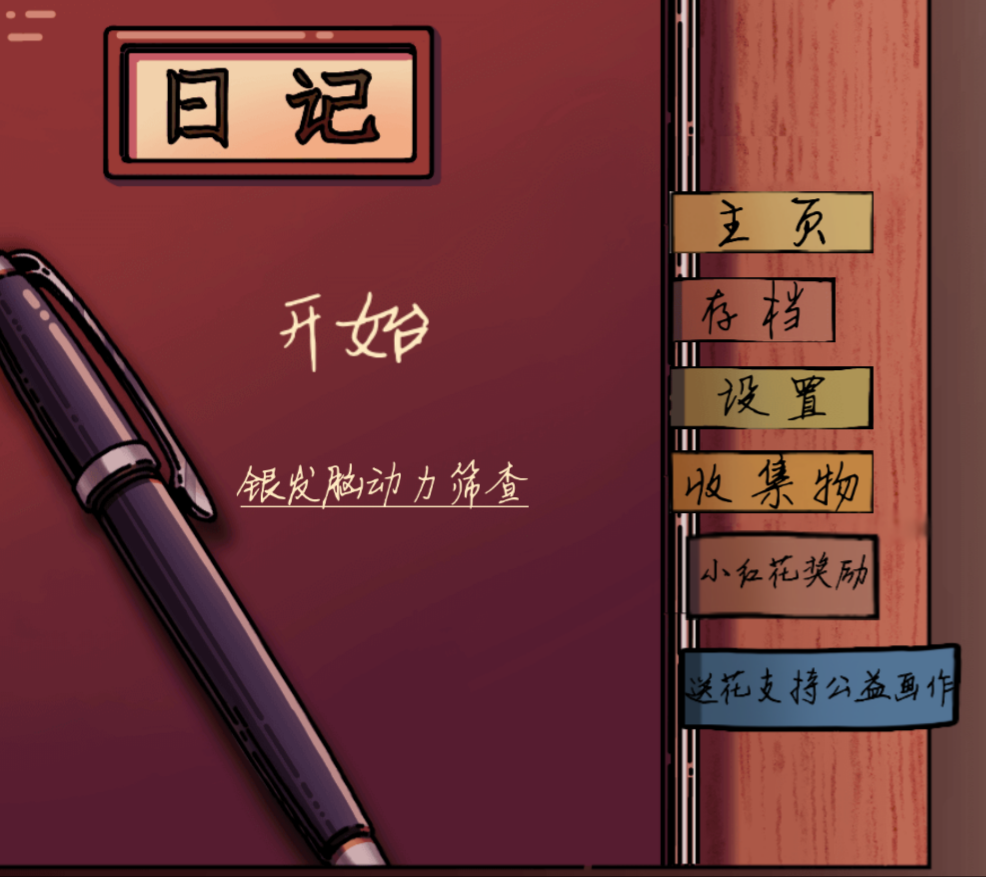 日记
开始
银发脑动力筛查
主页
存档
设置
收集物
小红花奖励
送花支持公益画作